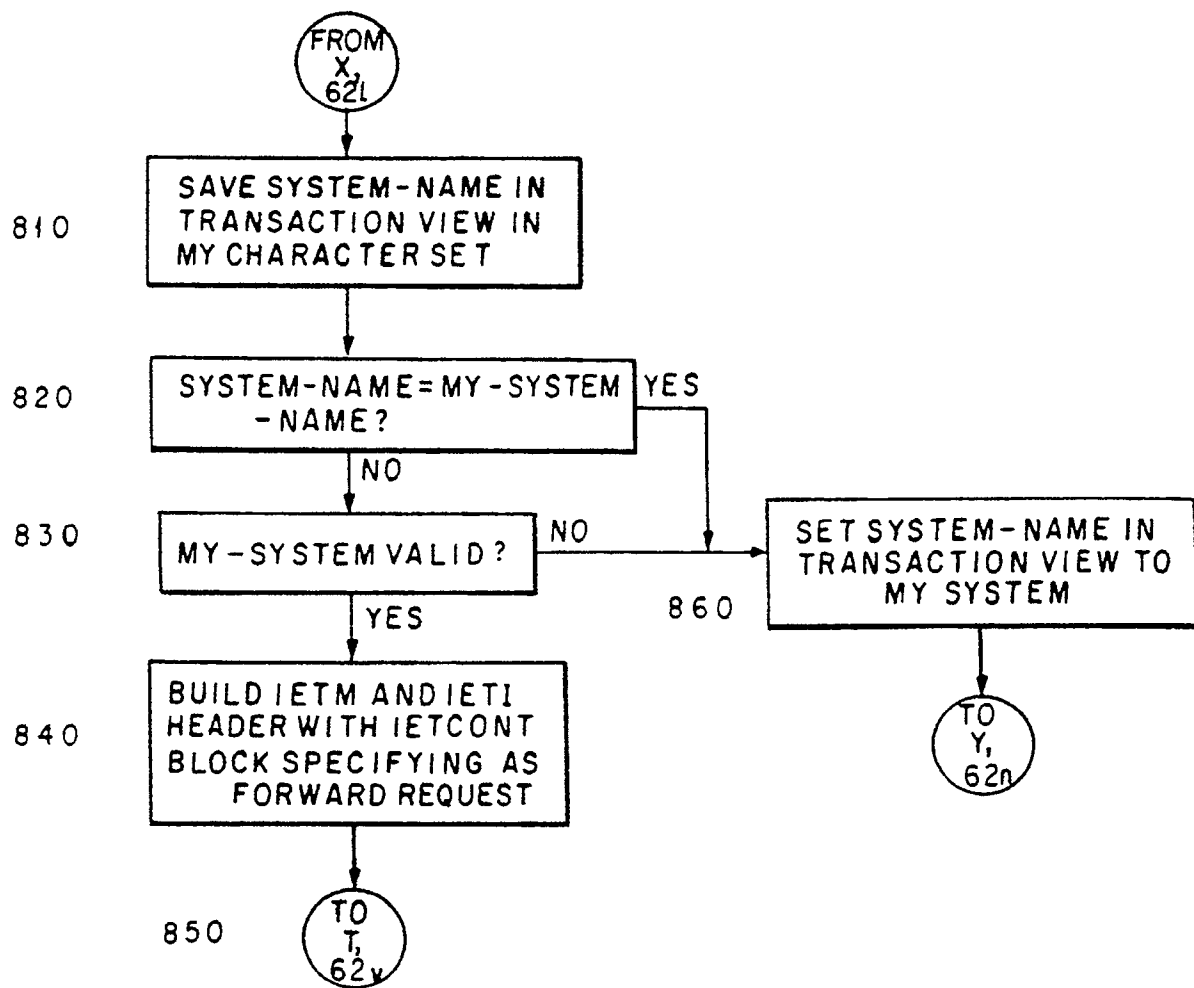 FROM
X,
62l
810
SAVE SYSTEM-NAME IN
TRANSACTION VIEW IN
MY CHARACTER SET
820
SYSTEM-NAME=MY-SYSTEM
-NAME?
YES
NO
830
MY-SYSTEM VALID?
NO
YES
860
SET SYSTEM-NAME IN
TRANSACTION VIEW TO
MY SYSTEM
840
BUILD IETM AND IETI
HEADER WITH IETCONT
BLOCK SPECIFYING AS
FORWARD REQUEST
TO
Y,
62n
850
TO
T,
62v